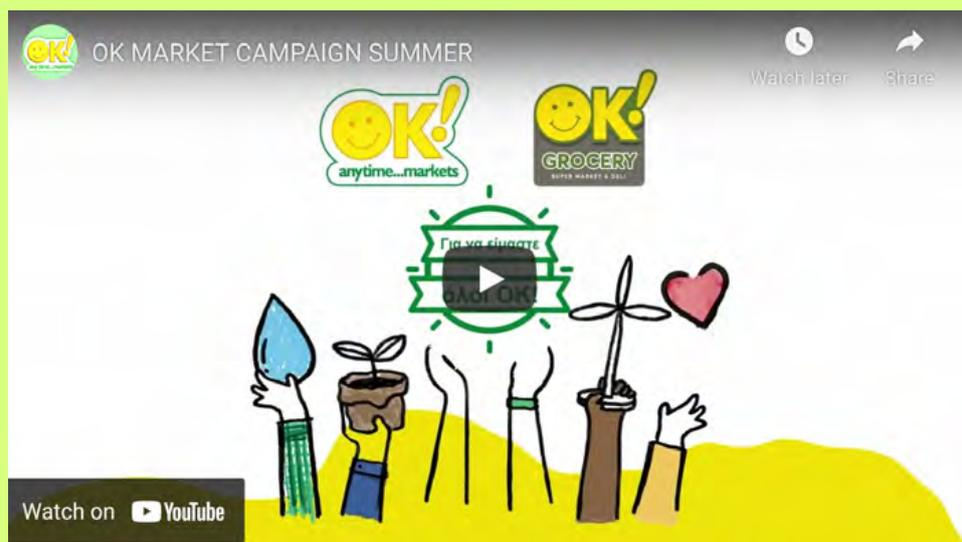 OK!
OK MARKET CAMPAIGN SUMMER
Watch later
Share
OK!
anytime...markets
OK!
GROCERY
SUPER MARKET & DELI
Για να είμαστε
όλοι OK!
Watch on YouTube